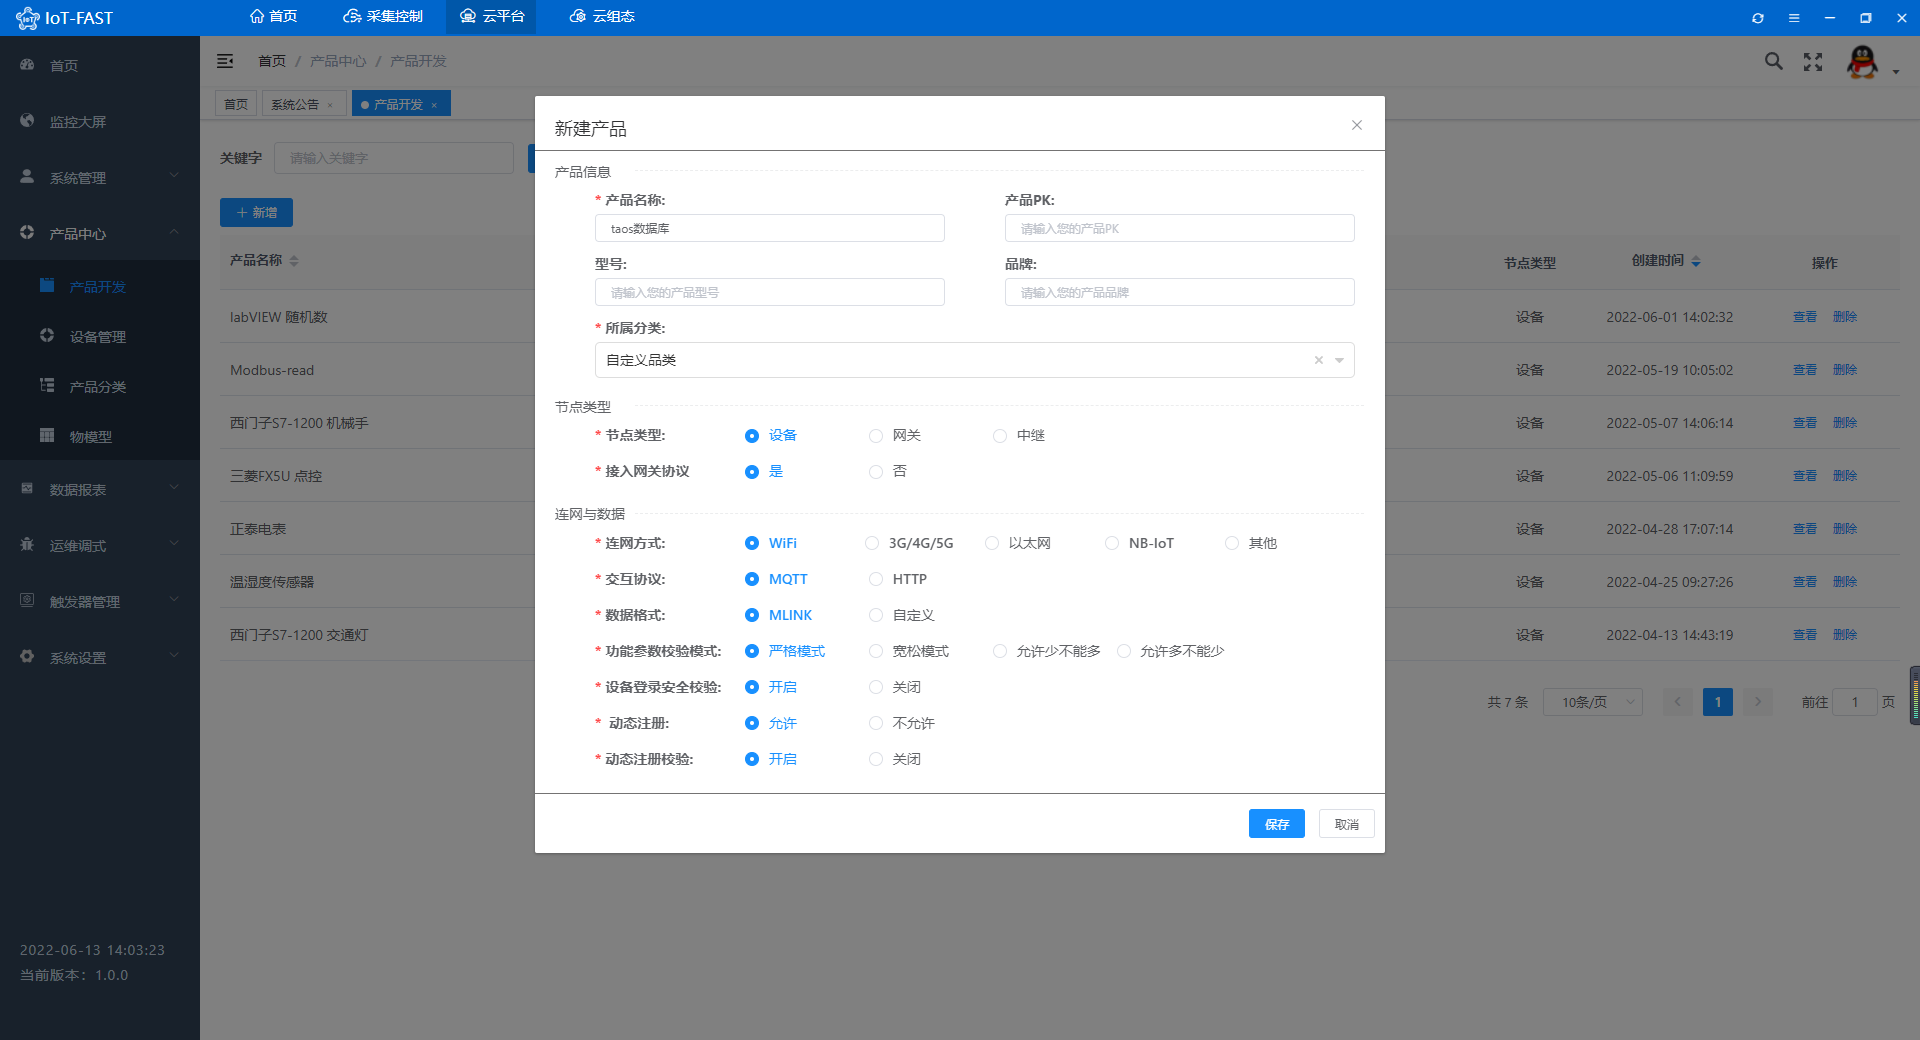 IoT-FAST
首页
采集控制
云平台
云组态
首页
监控大屏
系统管理
产品中心
产品开发
设备管理
产品分类
物模型
数据报表
运维调式
触发器管理
系统设置
2022-06-13 14:03:23
当前版本：1.0.0
首页 / 产品中心 / 产品开发
首页
系统公告 ×
产品开发 ×
关键字 请输入关键字
+ 新增
产品名称 节点类型 创建时间 操作
labVIEW 随机数 设备 2022-06-01 14:02:32 查看 删除
Modbus-read 设备 2022-05-19 10:05:02 查看 删除
西门子S7-1200 机械手 设备 2022-05-07 14:06:14 查看 删除
三菱FX5U 点控 设备 2022-05-06 11:09:59 查看 删除
正泰电表 设备 2022-04-28 17:07:14 查看 删除
温湿度传感器 设备 2022-04-25 09:27:26 查看 删除
西门子S7-1200 交通灯 设备 2022-04-13 14:43:19 查看 删除
共 7 条 10条/页 < 1 > 前往 1 页
新建产品
产品信息
* 产品名称: 产品PK:
taos数据库 请输入您的产品PK
型号: 品牌:
请输入您的产品型号 请输入您的产品品牌
* 所属分类:
自定义品类
节点类型
* 节点类型: 设备 网关 中继
* 接入网关协议 是 否
连网与数据
* 连网方式: WiFi 3G/4G/5G 以太网 NB-IoT 其他
* 交互协议: MQTT HTTP
* 数据格式: MLINK 自定义
* 功能参数校验模式: 严格模式 宽松模式 允许少不能多 允许多不能少
* 设备登录安全校验: 开启 关闭
* 动态注册: 允许 不允许
* 动态注册校验: 开启 关闭
保存 取消